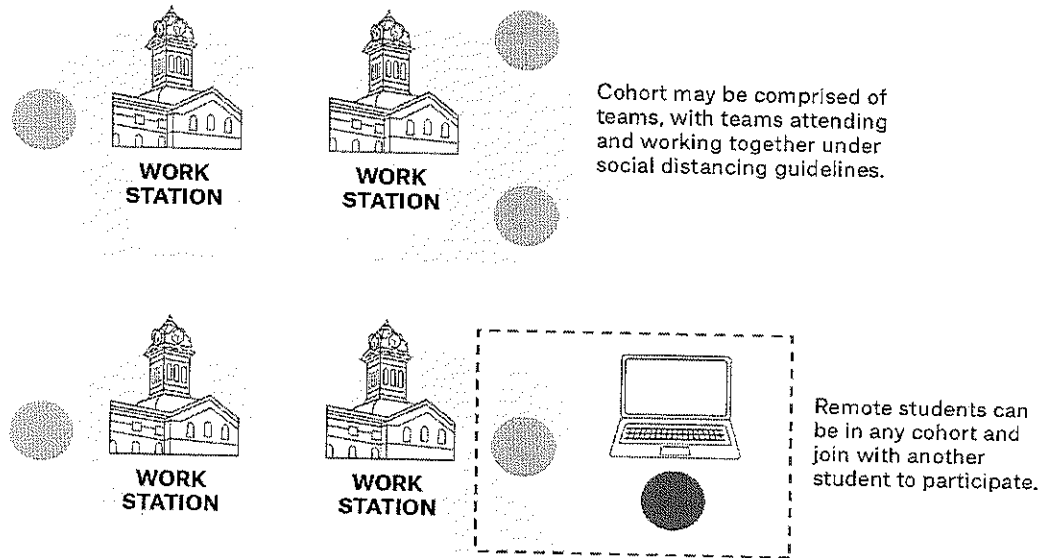 WORK
STATION
WORK
STATION
Cohort may be comprised of
teams, with teams attending
and working together under
social distancing guidelines.
WORK
STATION
WORK
STATION
Remote students can
be in any cohort and
join with another
student to participate.